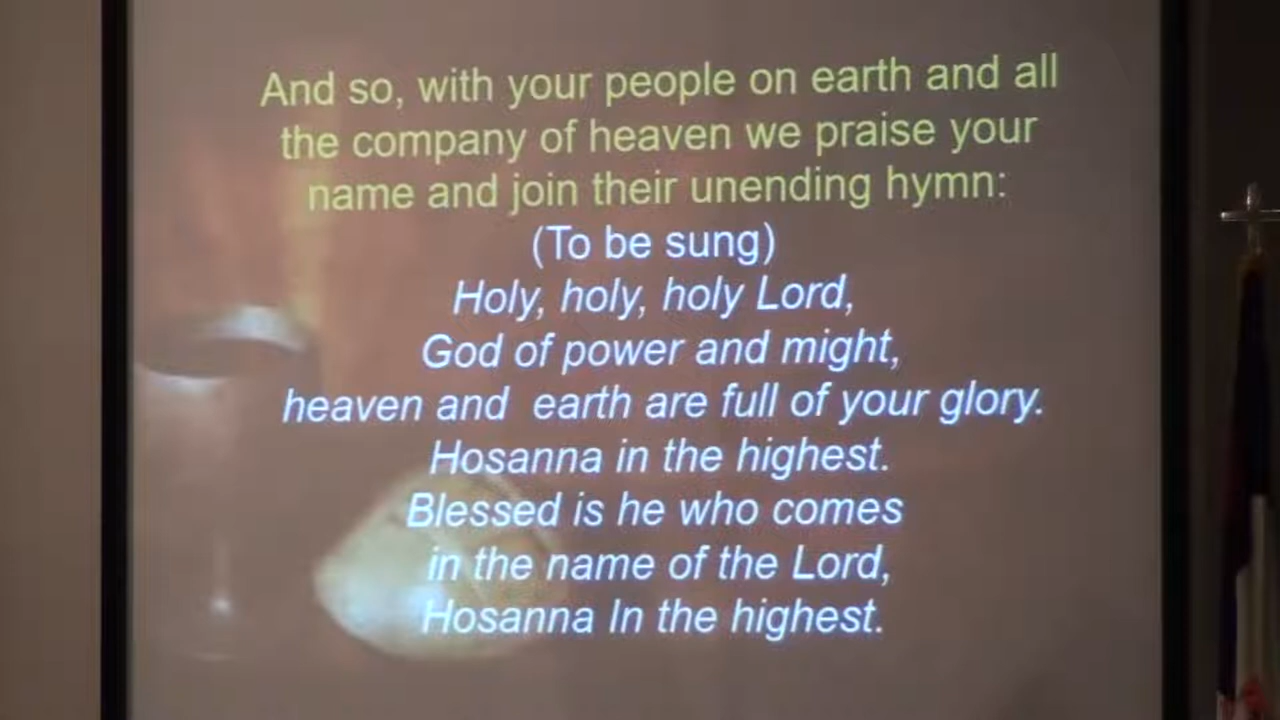 And so, with your people on earth and all
the company of heaven we praise your
name and join their unending hymn:
(To be sung)
Holy, holy, holy Lord,
God of power and might,
heaven and earth are full of your glory.
Hosanna in the highest.
Blessed is he who comes
in the name of the Lord,
Hosanna In the highest.